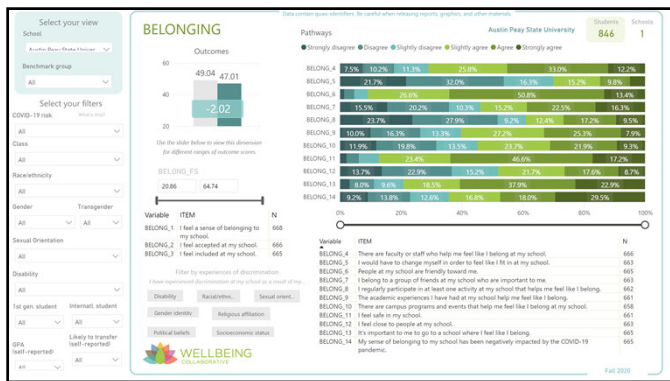 Data contain quasi-identifiers. Be careful when releasing reports, graphics, and other materials.
Select your view
School
Austin Peay State Univer...
Benchmark group
All
Select your filters
COVID-19 risk What's this?
All
Class
All
Race/ethnicity
All
Gender Transgender
All All
Sexual Orientation
All
Disability
All
1st gen. student Internatl. student
All All
GPA (self-reported) Likely to transfer (self-reported)
All All
BELONGING
Outcomes
60
40
20
49.04 47.01
-2.02
Use the slider below to view this dimension
for different ranges of outcome scores.
BELONG_FS
20.86 64.74
Variable ITEM N
BELONG_1 I feel a sense of belonging to my school. 668
BELONG_2 I feel accepted at my school. 666
BELONG_3 I feel included at my school. 665
Filter by experiences of discrimination
I have experienced discrimination at my school as a result of my...
Disability Racial/ethni... Sexual orient...
Gender identity Religious affiliation
Political beliefs Socioeconomic status
WELLBEING
COLLABORATIVE
Pathways
Austin Peay State University
Students
846
Schools
1
Strongly disagree Disagree Slightly disagree Slightly agree Agree Strongly agree
BELONG_4 7.5% 10.2% 11.3% 25.8% 33.0% 12.2%
BELONG_5 21.7% 32.0% 16.3% 15.2% 9.8%
BELONG_6 26.6% 50.8% 13.4%
BELONG_7 15.5% 20.2% 10.3% 15.2% 22.5% 16.3%
BELONG_8 23.7% 27.9% 9.2% 12.4% 17.2% 9.5%
BELONG_9 10.0% 16.3% 13.3% 27.2% 25.3% 7.9%
BELONG_10 11.9% 19.8% 13.5% 23.7% 21.9% 9.3%
BELONG_11 23.4% 46.6% 17.2%
BELONG_12 13.7% 22.9% 15.2% 21.7% 17.6% 8.7%
BELONG_13 8.0% 9.6% 18.5% 37.9% 22.9%
BELONG_14 9.2% 13.8% 12.6% 16.8% 18.0% 29.5%
0% 20% 40% 60% 80% 100%
Variable ITEM N
BELONG_4 There are faculty or staff who help me feel like I belong at my school. 666
BELONG_5 I would have to change myself in order to feel like I fit in at my school. 663
BELONG_6 People at my school are friendly toward me. 665
BELONG_7 I belong to a group of friends at my school who are important to me. 663
BELONG_8 I regularly participate in at least one activity at my school that helps me feel like I belong. 662
BELONG_9 The academic experiences I have had at my school help me feel like I belong. 661
BELONG_10 There are campus programs and events that help me feel like I belong at my school. 658
BELONG_11 I feel safe in my school. 661
BELONG_12 I feel close to people at my school. 663
BELONG_13 It's important to me to go to a school where I feel like I belong. 665
BELONG_14 My sense of belonging to my school has been negatively impacted by the COVID-19 665
pandemic.
Fall 2020